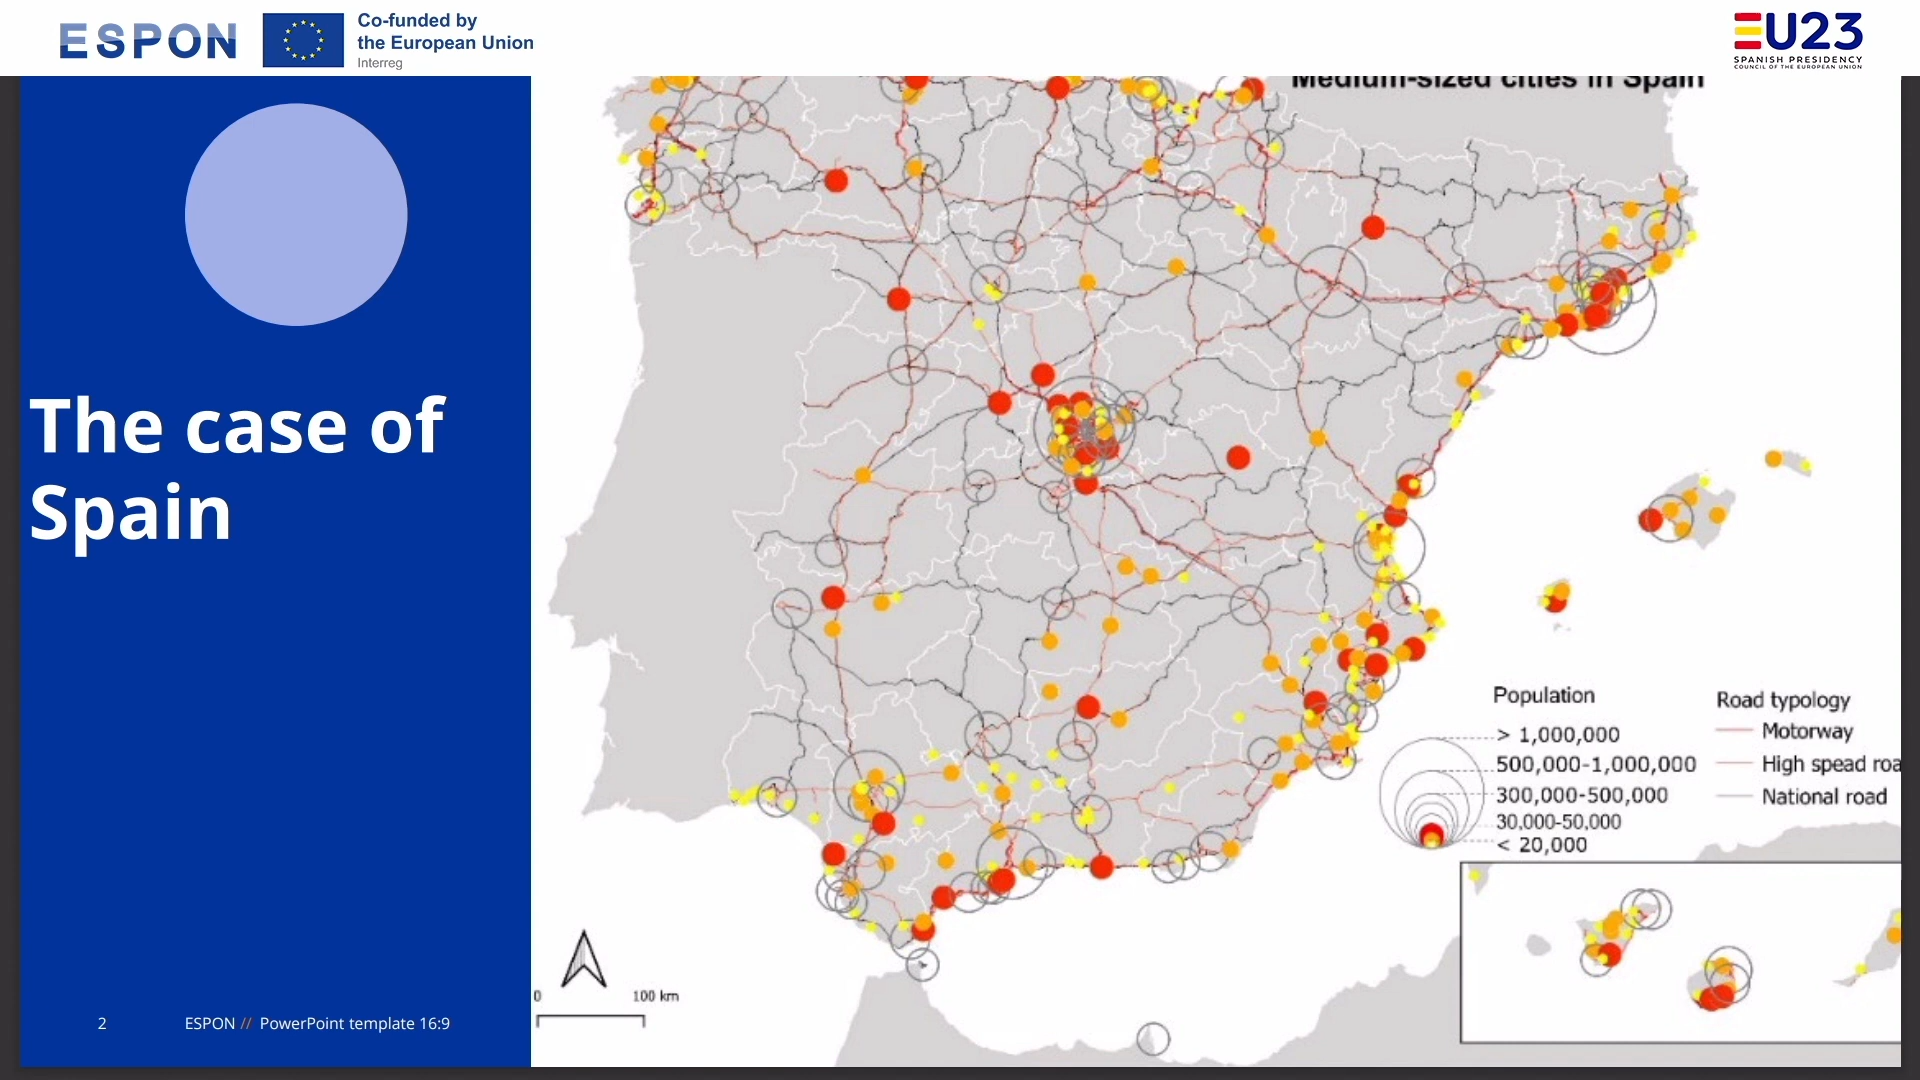 ESPON
Co-funded by
the European Union
Interreg
EU23
SPANISH PRESIDENCY
COUNCIL OF THE EUROPEAN UNION
Medium-sized cities in Spain
The case of
Spain
Population
> 1,000,000
500,000-1,000,000
300,000-500,000
30,000-50,000
< 20,000
Road typology
Motorway
High spead roa
National road
0 100 km
2 ESPON // PowerPoint template 16:9